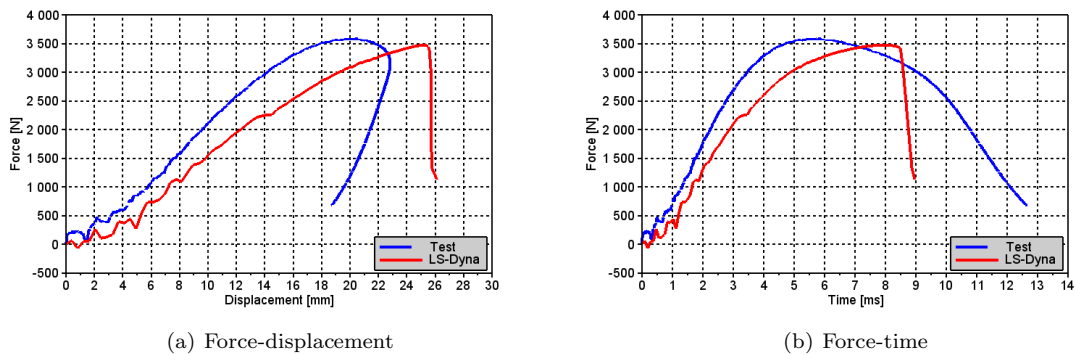 4 000
3 500
3 000
2 500
2 000
1 500
1 000
500
0
-500
Force [N]
0 2 4 6 8 10 12 14 16 18 20 22 24 26 28 30
Displacement [mm]
Test
LS-Dyna
(a) Force-displacement
4 000
3 500
3 000
2 500
2 000
1 500
1 000
500
0
-500
Force [N]
0 1 2 3 4 5 6 7 8 9 10 11 12 13 14
Time [ms]
Test
LS-Dyna
(b) Force-time